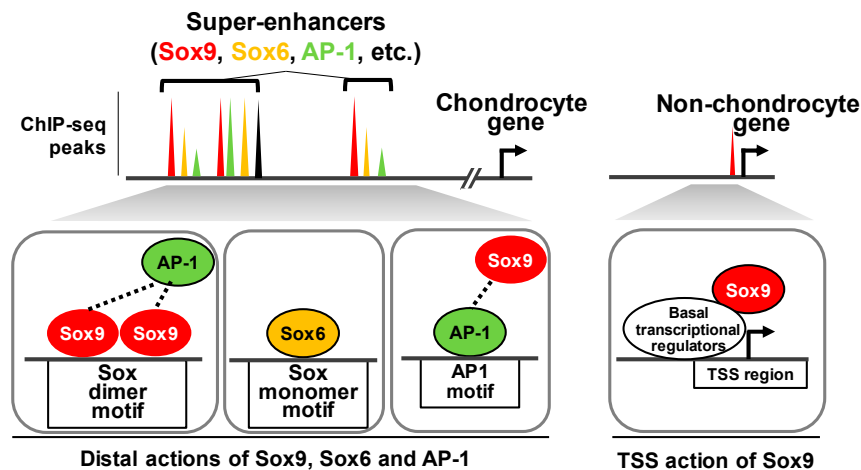 Super-enhancers
(Sox9, Sox6, AP-1, etc.)
ChIP-seq
peaks
Chondrocyte
gene
Non-chondrocyte
gene
AP-1
Sox9
Sox9
Sox
dimer
motif
Sox6
Sox
monomer
motif
Sox9
AP-1
AP1
motif
Sox9
Basal
transcriptional
regulators
TSS region
Distal actions of Sox9, Sox6 and AP-1
TSS action of Sox9